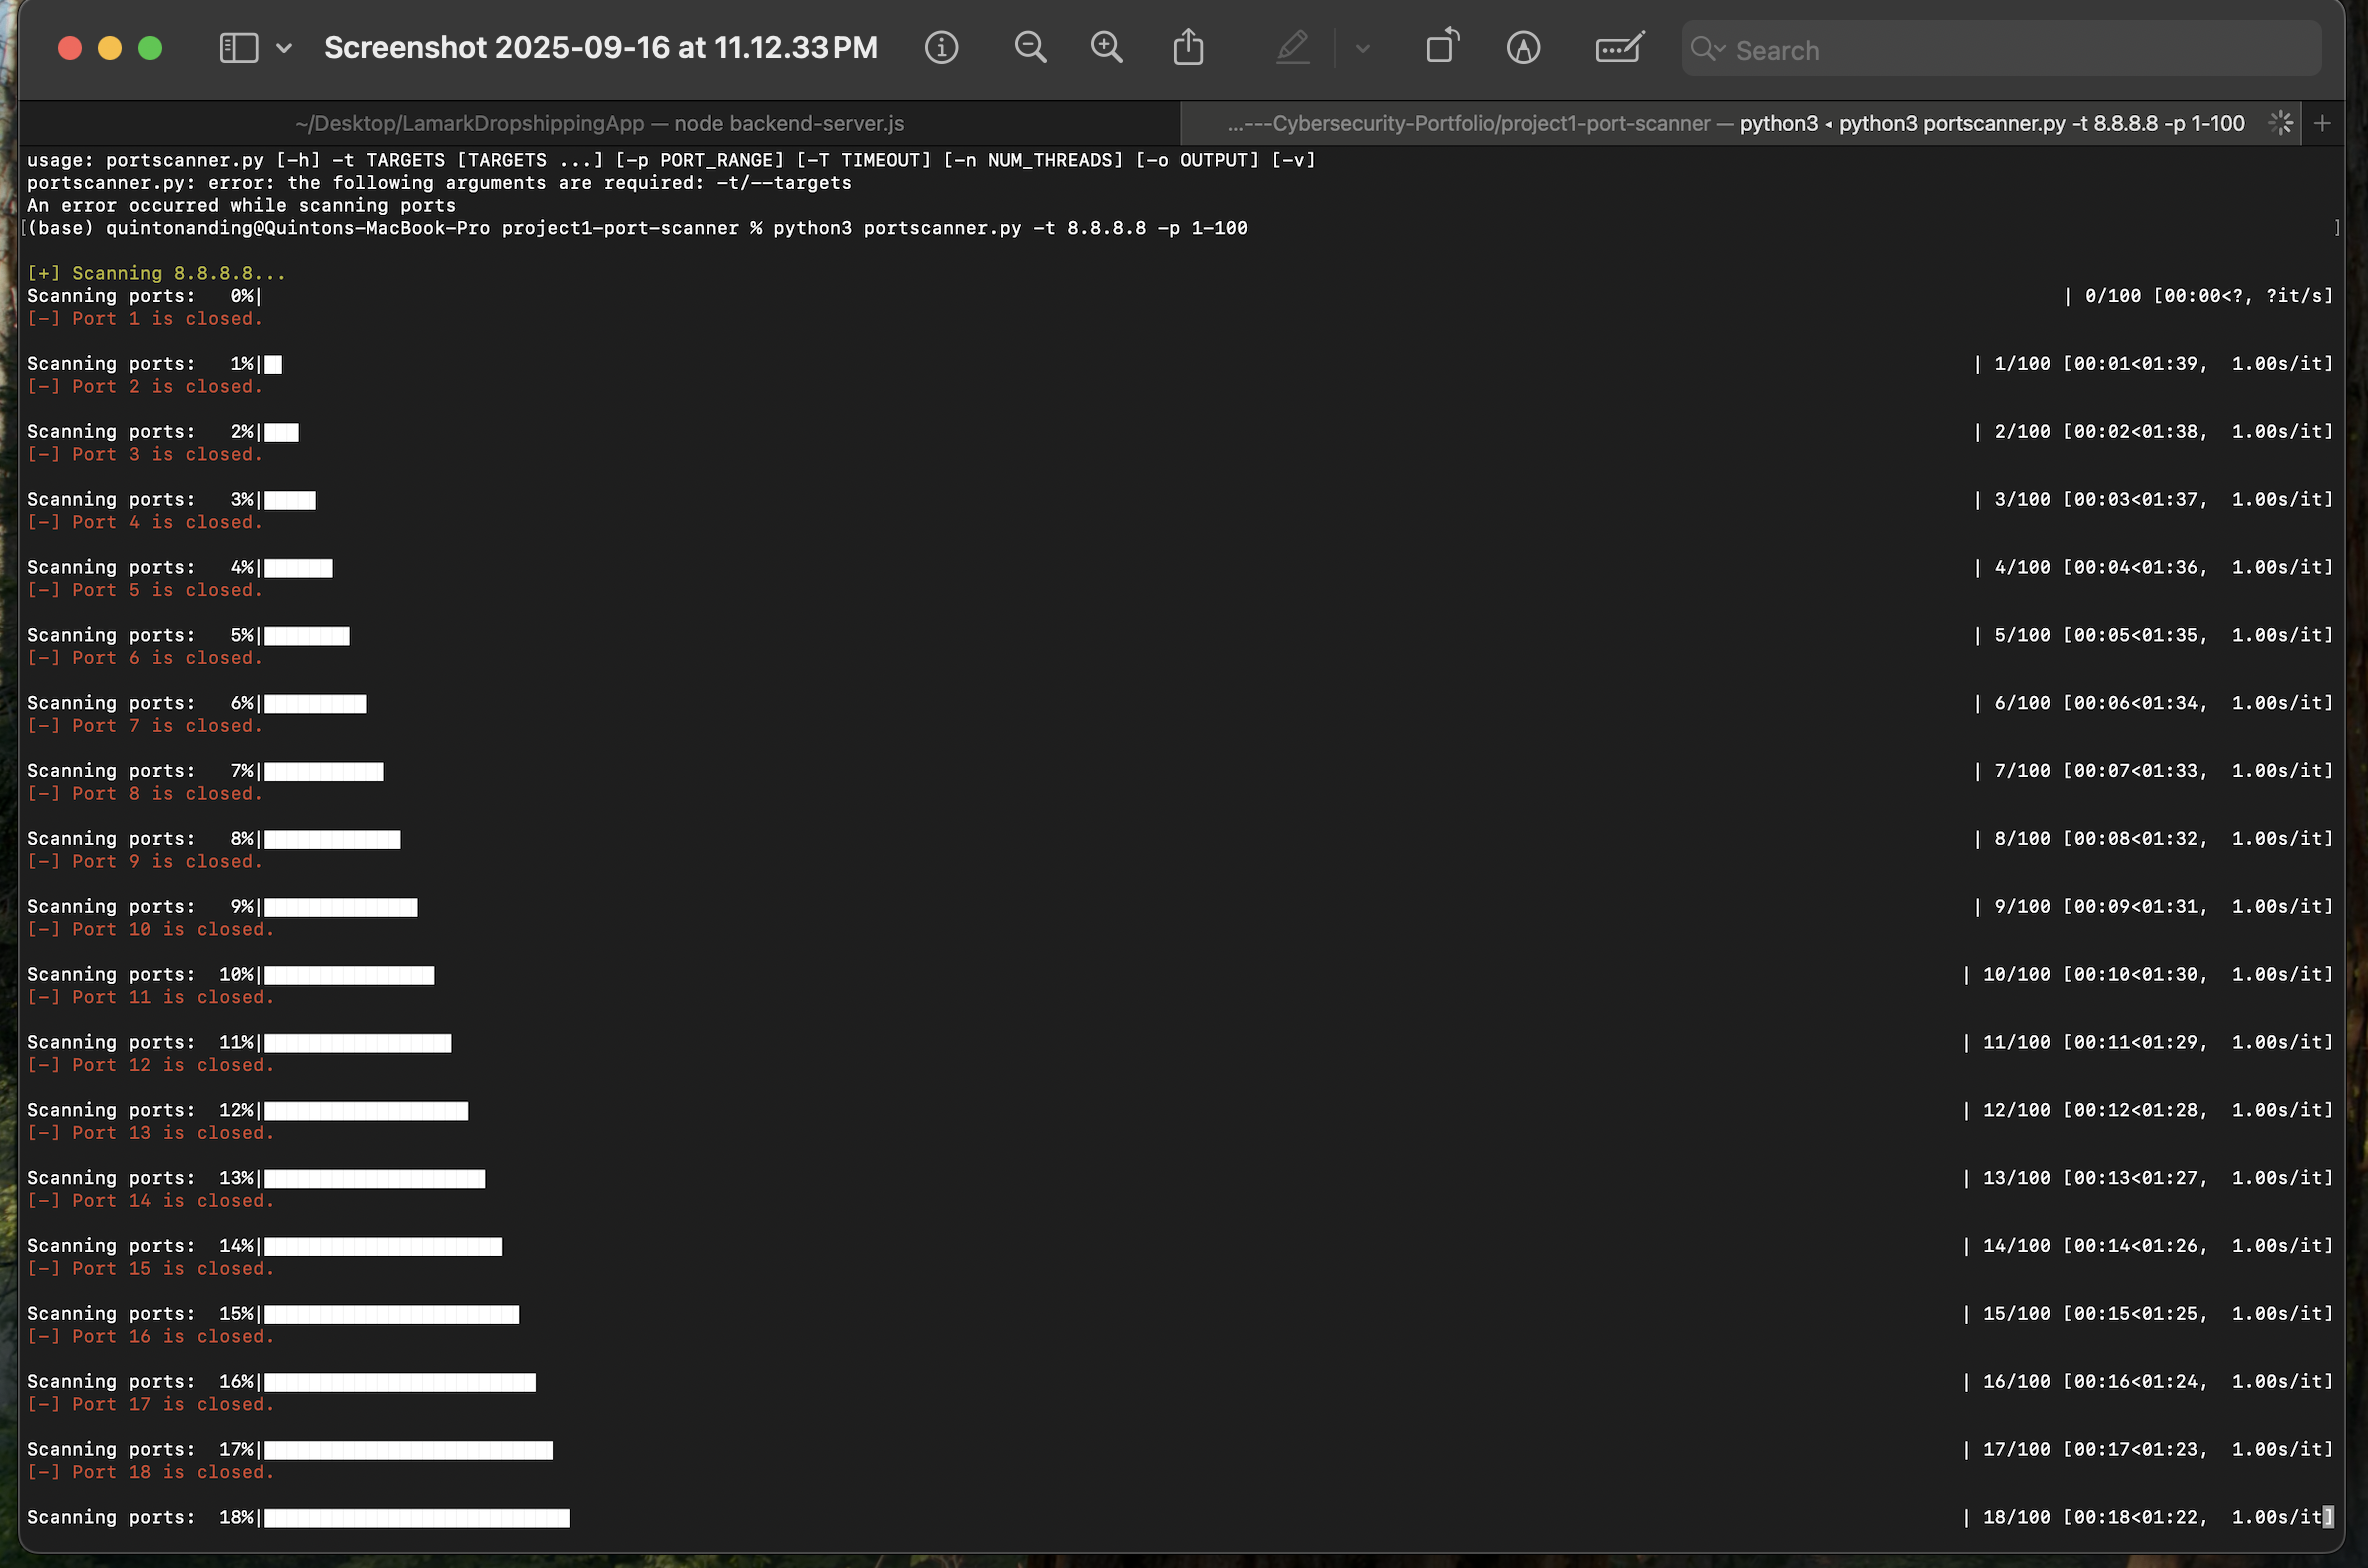 Screenshot 2025-09-16 at 11.12.33 PM
Search
~/Desktop/LamarkDropshippingApp — node backend-server.js
...---Cybersecurity-Portfolio/project1-port-scanner — python3 ◂ python3 portscanner.py -t 8.8.8.8 -p 1-100
usage: portscanner.py [-h] -t TARGETS [TARGETS ...] [-p PORT_RANGE] [-T TIMEOUT] [-n NUM_THREADS] [-o OUTPUT] [-v]
portscanner.py: error: the following arguments are required: -t/--targets
An error occurred while scanning ports
[(base) quintonanding@Quintons-MacBook-Pro project1-port-scanner % python3 portscanner.py -t 8.8.8.8 -p 1-100 ]
[+] Scanning 8.8.8.8...
Scanning ports: 0%| | 0/100 [00:00<?, ?it/s]
[-] Port 1 is closed.
Scanning ports: 1%| | 1/100 [00:01<01:39, 1.00s/it]
[-] Port 2 is closed.
Scanning ports: 2%| | 2/100 [00:02<01:38, 1.00s/it]
[-] Port 3 is closed.
Scanning ports: 3%| | 3/100 [00:03<01:37, 1.00s/it]
[-] Port 4 is closed.
Scanning ports: 4%| | 4/100 [00:04<01:36, 1.00s/it]
[-] Port 5 is closed.
Scanning ports: 5%| | 5/100 [00:05<01:35, 1.00s/it]
[-] Port 6 is closed.
Scanning ports: 6%| | 6/100 [00:06<01:34, 1.00s/it]
[-] Port 7 is closed.
Scanning ports: 7%| | 7/100 [00:07<01:33, 1.00s/it]
[-] Port 8 is closed.
Scanning ports: 8%| | 8/100 [00:08<01:32, 1.00s/it]
[-] Port 9 is closed.
Scanning ports: 9%| | 9/100 [00:09<01:31, 1.00s/it]
[-] Port 10 is closed.
Scanning ports: 10%| | 10/100 [00:10<01:30, 1.00s/it]
[-] Port 11 is closed.
Scanning ports: 11%| | 11/100 [00:11<01:29, 1.00s/it]
[-] Port 12 is closed.
Scanning ports: 12%| | 12/100 [00:12<01:28, 1.00s/it]
[-] Port 13 is closed.
Scanning ports: 13%| | 13/100 [00:13<01:27, 1.00s/it]
[-] Port 14 is closed.
Scanning ports: 14%| | 14/100 [00:14<01:26, 1.00s/it]
[-] Port 15 is closed.
Scanning ports: 15%| | 15/100 [00:15<01:25, 1.00s/it]
[-] Port 16 is closed.
Scanning ports: 16%| | 16/100 [00:16<01:24, 1.00s/it]
[-] Port 17 is closed.
Scanning ports: 17%| | 17/100 [00:17<01:23, 1.00s/it]
[-] Port 18 is closed.
Scanning ports: 18%| | 18/100 [00:18<01:22, 1.00s/it]